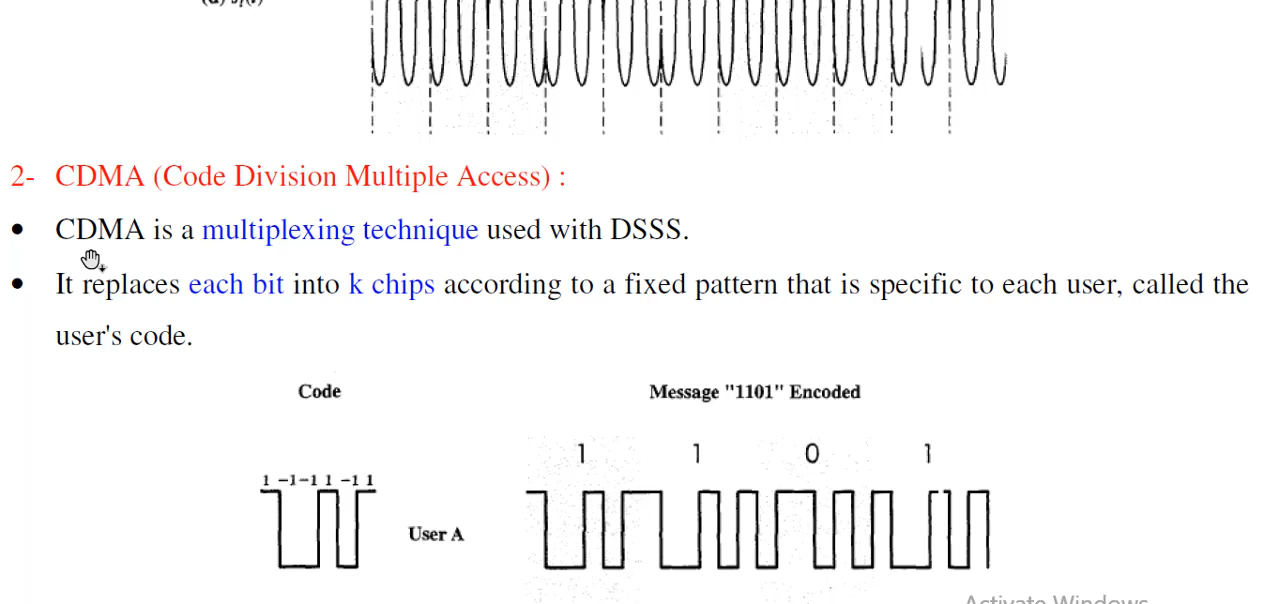 2- CDMA (Code Division Multiple Access) :
• CDMA is a multiplexing technique used with DSSS.
• It replaces each bit into k chips according to a fixed pattern that is specific to each user, called the
user's code.
Code Message "1101" Encoded
1 1 0 1
1 -1-1 1 -1 1
User A
Activate Windows